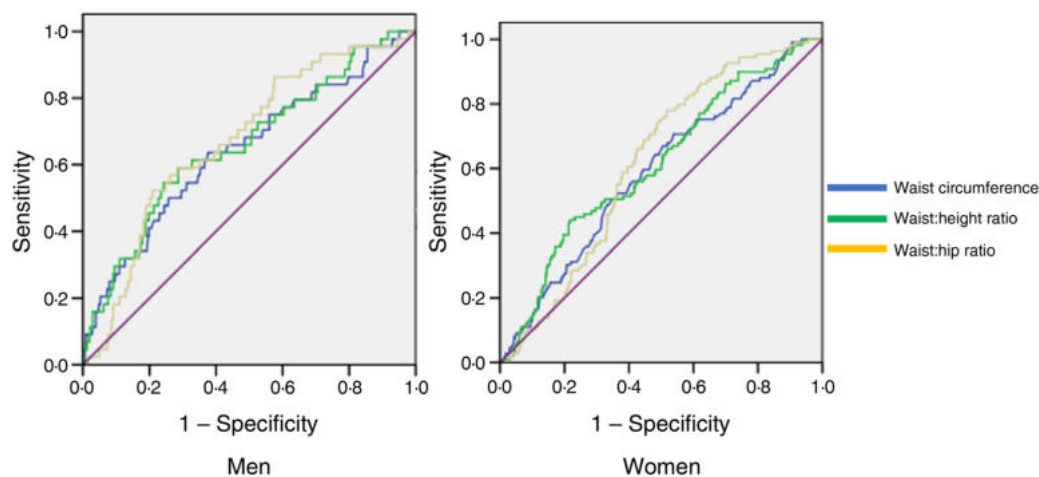 1·0
0·8
0·6
0·4
0·2
0·0
Sensitivity
0·0 0·2 0·4 0·6 0·8 1·0
1 – Specificity
Men
1·0
0·8
0·6
0·4
0·2
0·0
Sensitivity
0·0 0·2 0·4 0·6 0·8 1·0
1 – Specificity
Women
Waist circumference
Waist:height ratio
Waist:hip ratio